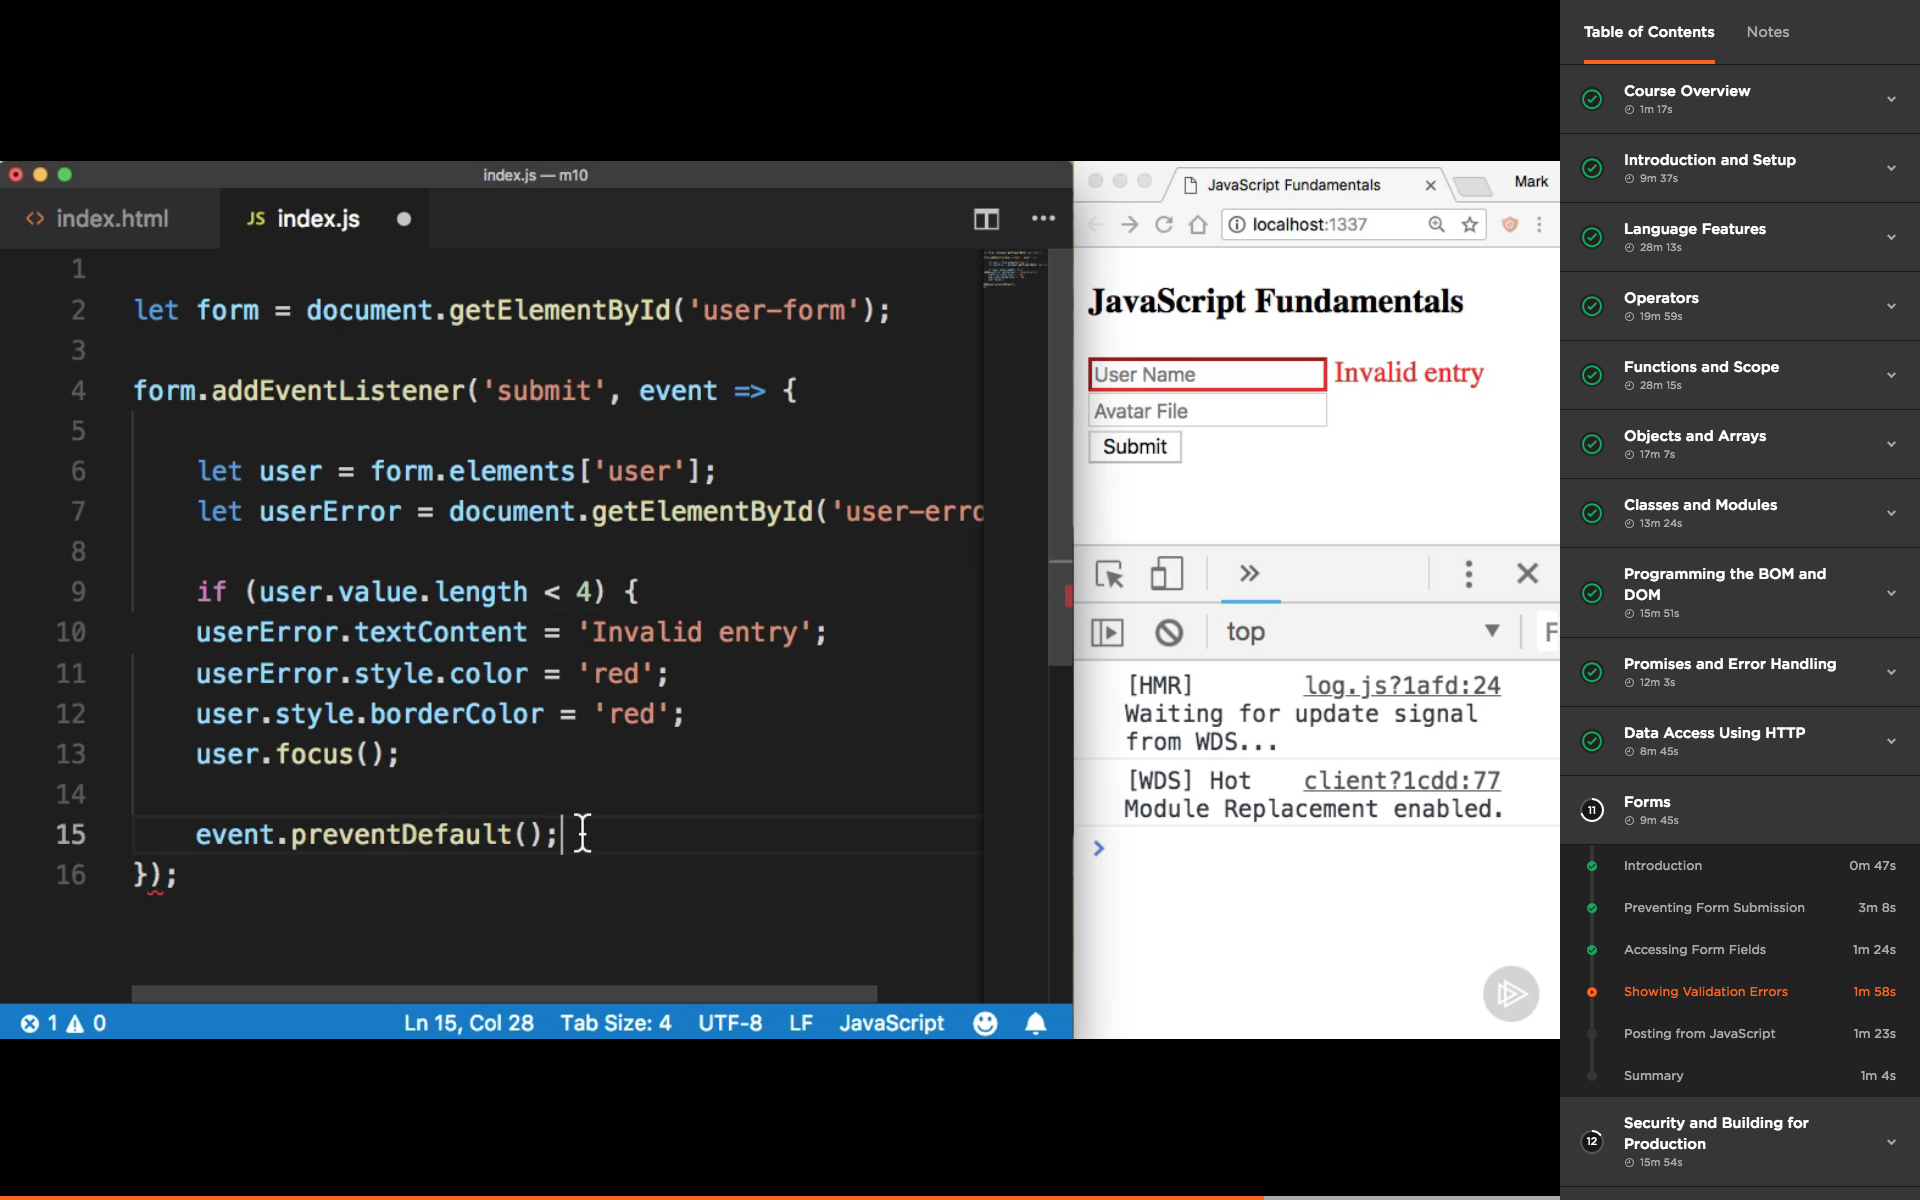 index.js — m10
<> index.html
JS index.js
1
2 let form = document.getElementById('user-form');
3
4 form.addEventListener('submit', event => {
5
6 let user = form.elements['user'];
7 let userError = document.getElementById('user-erro
8
9 if (user.value.length < 4) {
10 userError.textContent = 'Invalid entry';
11 userError.style.color = 'red';
12 user.style.borderColor = 'red';
13 user.focus();
14
15 event.preventDefault();
16 });
1 0 Ln 15, Col 28 Tab Size: 4 UTF-8 LF JavaScript
JavaScript Fundamentals
Mark
localhost:1337
JavaScript Fundamentals
User Name Invalid entry
Avatar File
Submit
top F
[HMR] log.js?1afd:24
Waiting for update signal
from WDS...
[WDS] Hot client?1cdd:77
Module Replacement enabled.
>
Table of Contents Notes
Course Overview
1m 17s
Introduction and Setup
9m 37s
Language Features
28m 13s
Operators
19m 59s
Functions and Scope
28m 15s
Objects and Arrays
17m 7s
Classes and Modules
13m 24s
Programming the BOM and
DOM
15m 51s
Promises and Error Handling
12m 3s
Data Access Using HTTP
8m 45s
11 Forms
9m 45s
Introduction 0m 47s
Preventing Form Submission 3m 8s
Accessing Form Fields 1m 24s
Showing Validation Errors 1m 58s
Posting from JavaScript 1m 23s
Summary 1m 4s
Security and Building for
12 Production
15m 54s